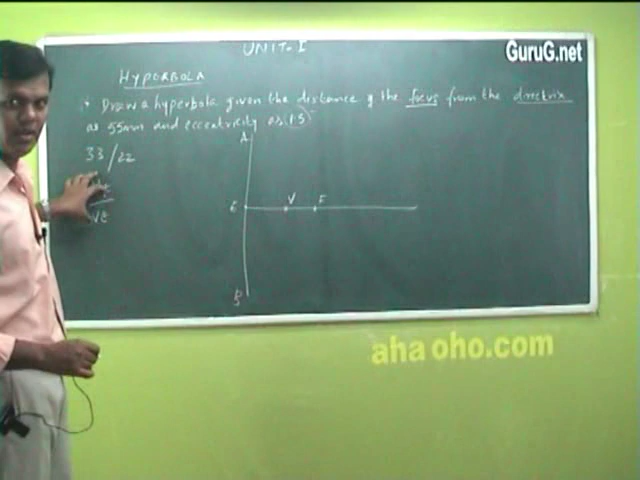 UNIT-I
GuruG.net
HYPERBOLA
* Draw a hyperbola given the distance of the focus from the directrix
as 55mm and eccentricity as 1.5
A
33/22
V F
E
VE
B
aha oho.com